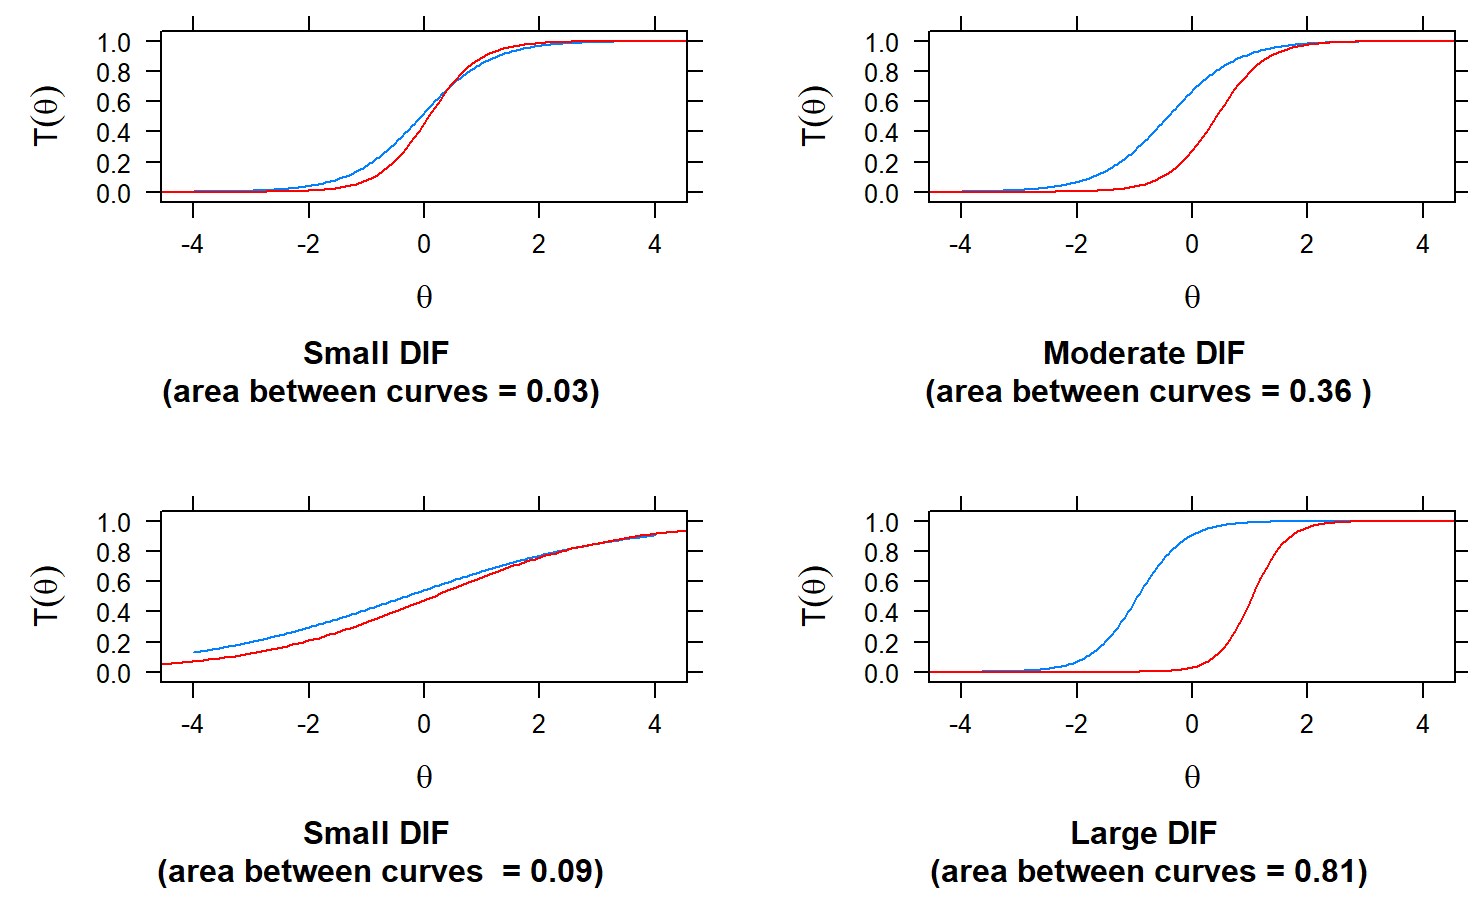 T(θ)
1.0
0.8
0.6
0.4
0.2
0.0
-4 -2 0 2 4
θ
Small DIF
(area between curves = 0.03)
T(θ)
1.0
0.8
0.6
0.4
0.2
0.0
-4 -2 0 2 4
θ
Moderate DIF
(area between curves = 0.36 )
T(θ)
1.0
0.8
0.6
0.4
0.2
0.0
-4 -2 0 2 4
θ
Small DIF
(area between curves  = 0.09)
T(θ)
1.0
0.8
0.6
0.4
0.2
0.0
-4 -2 0 2 4
θ
Large DIF
(area between curves = 0.81)